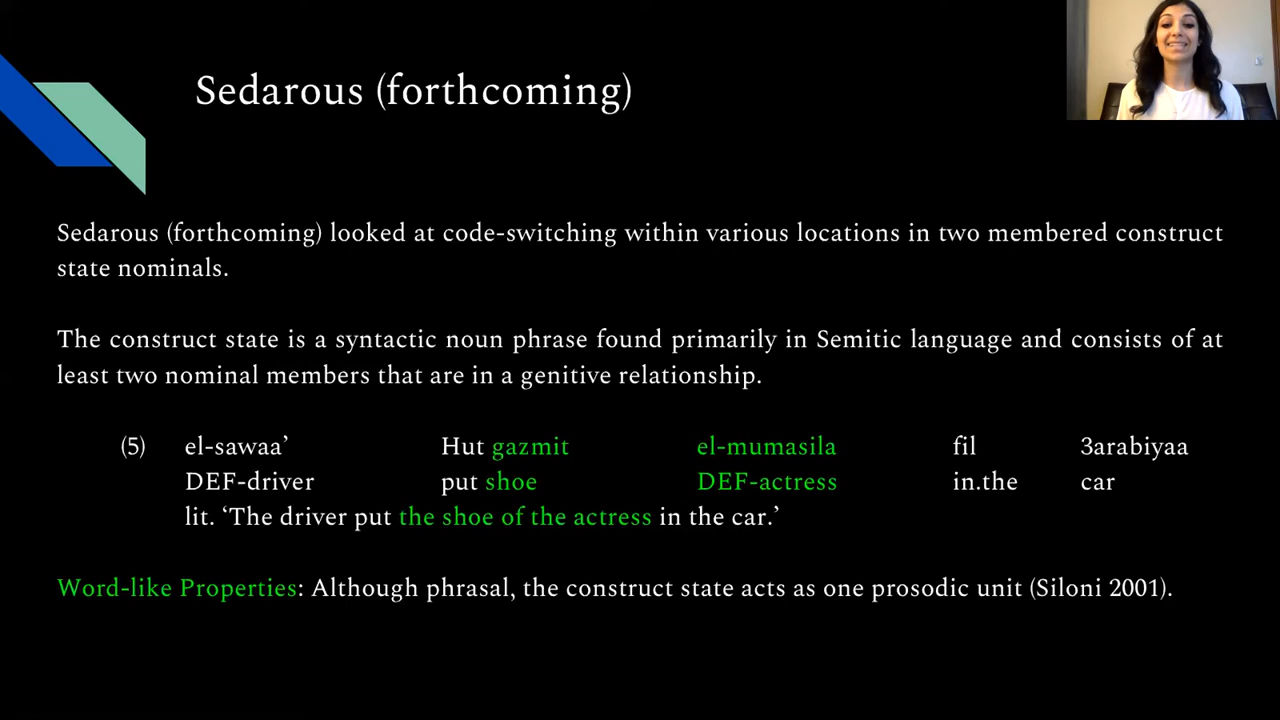 Sedarous (forthcoming)
Sedarous (forthcoming) looked at code-switching within various locations in two membered construct
state nominals.
The construct state is a syntactic noun phrase found primarily in Semitic language and consists of at
least two nominal members that are in a genitive relationship.
(5) el-sawaa’ Hut gazmit el-mumasila fil 3arabiyaa
DEF-driver put shoe DEF-actress in.the car
lit. ‘The driver put the shoe of the actress in the car.’
Word-like Properties: Although phrasal, the construct state acts as one prosodic unit (Siloni 2001).